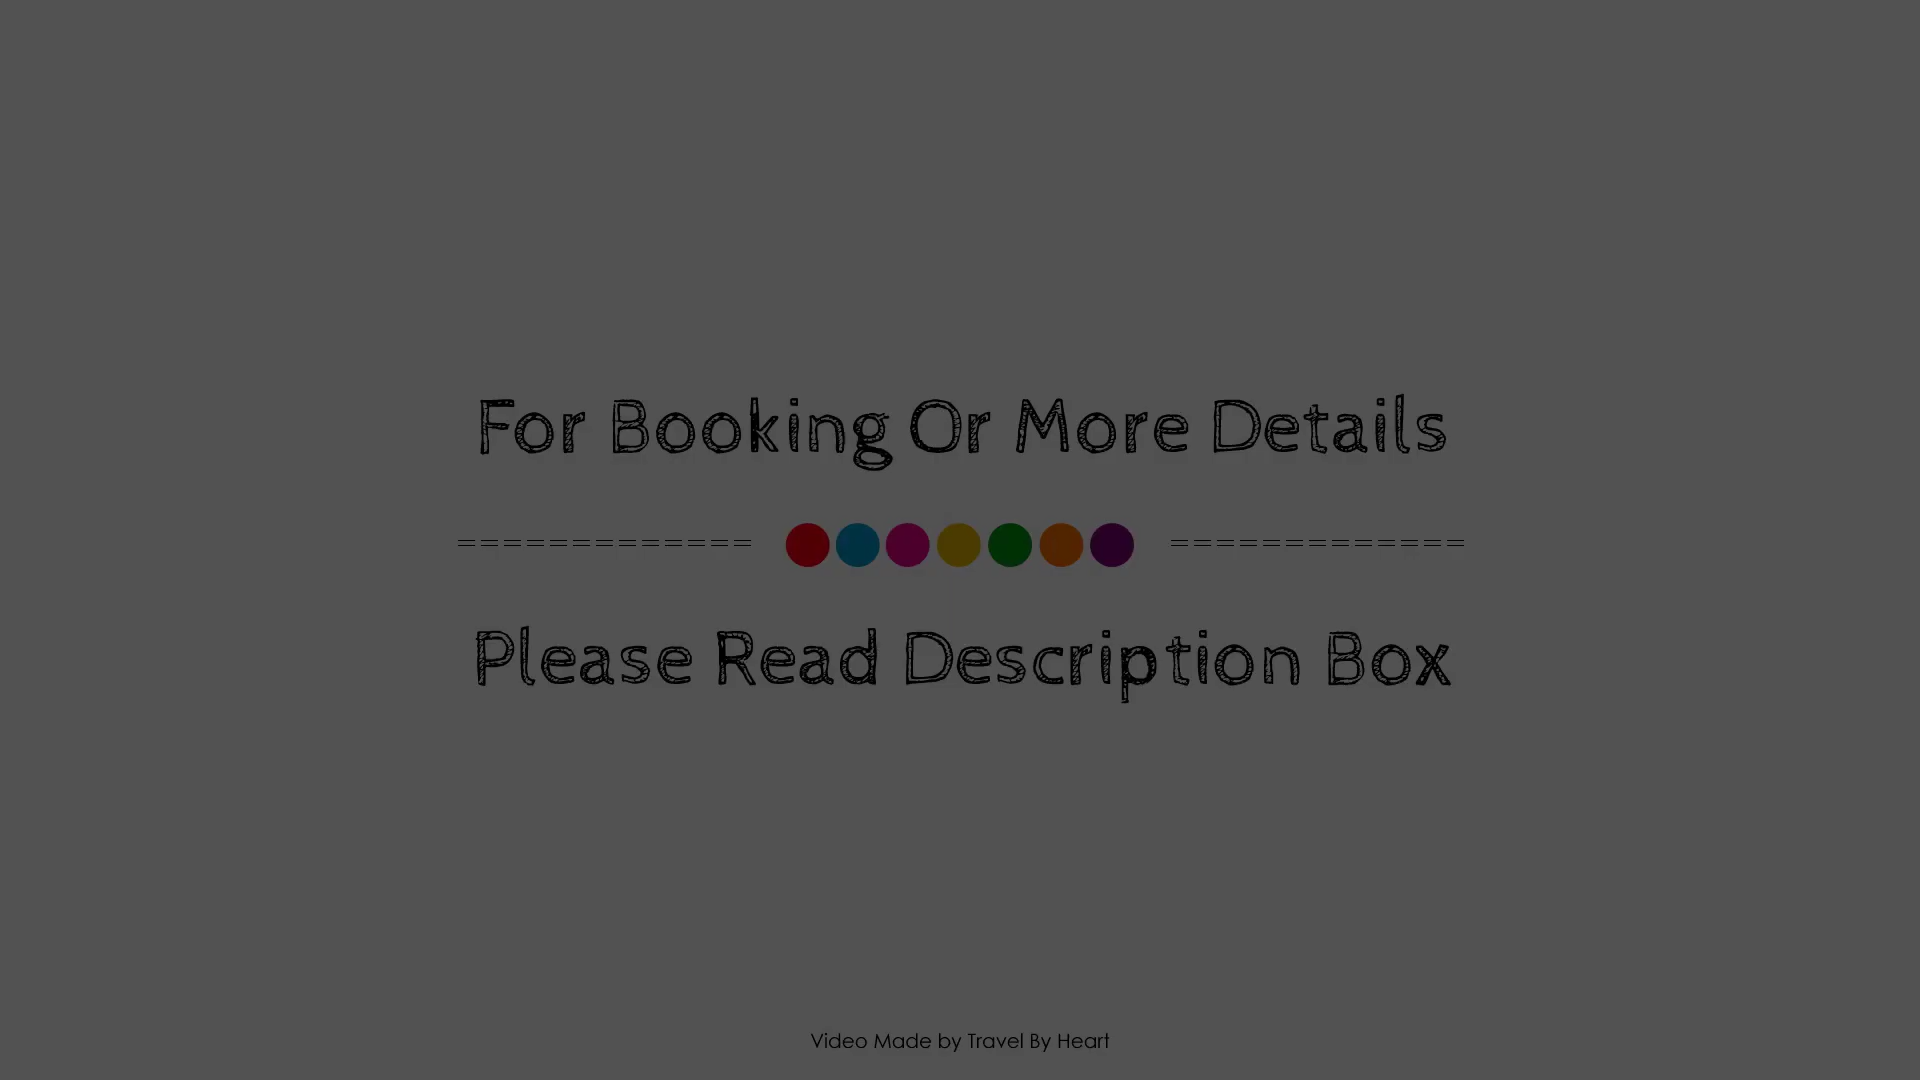 For Booking Or More Details
============= =============
Please Read Description Box
Video Made by Travel By Heart